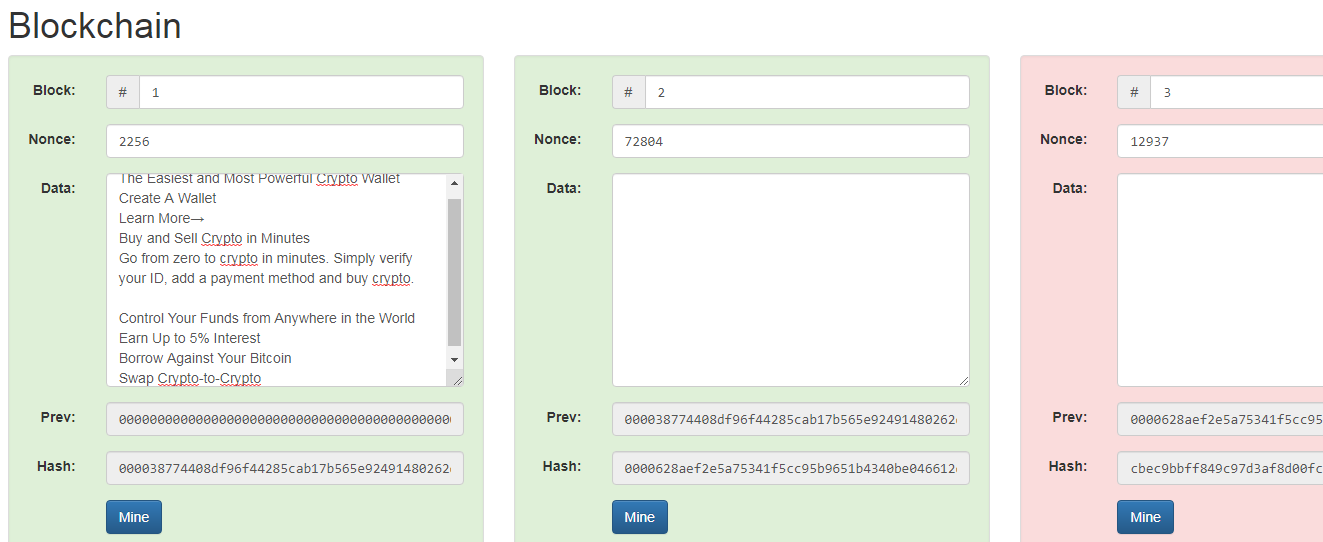 Blockchain
Block:
#
1
Nonce:
2256
Data:
The Easiest and Most Powerful Crypto Wallet
Create A Wallet
Learn More→
Buy and Sell Crypto in Minutes
Go from zero to crypto in minutes. Simply verify
your ID, add a payment method and buy crypto.
Control Your Funds from Anywhere in the World
Earn Up to 5% Interest
Borrow Against Your Bitcoin
Swap Crypto-to-Crypto
Prev:
00000000000000000000000000000000000000000000
Hash:
000038774408df96f44285cab17b565e92491480262
Mine
Block:
#
2
Nonce:
72804
Data:
Prev:
000038774408df96f44285cab17b565e92491480262
Hash:
0000628aef2e5a75341f5cc95b9651b4340be046612
Mine
Block:
#
3
Nonce:
12937
Data:
Prev:
0000628aef2e5a75341f5cc95
Hash:
cbec9bbff849c97d3af8d00fc
Mine